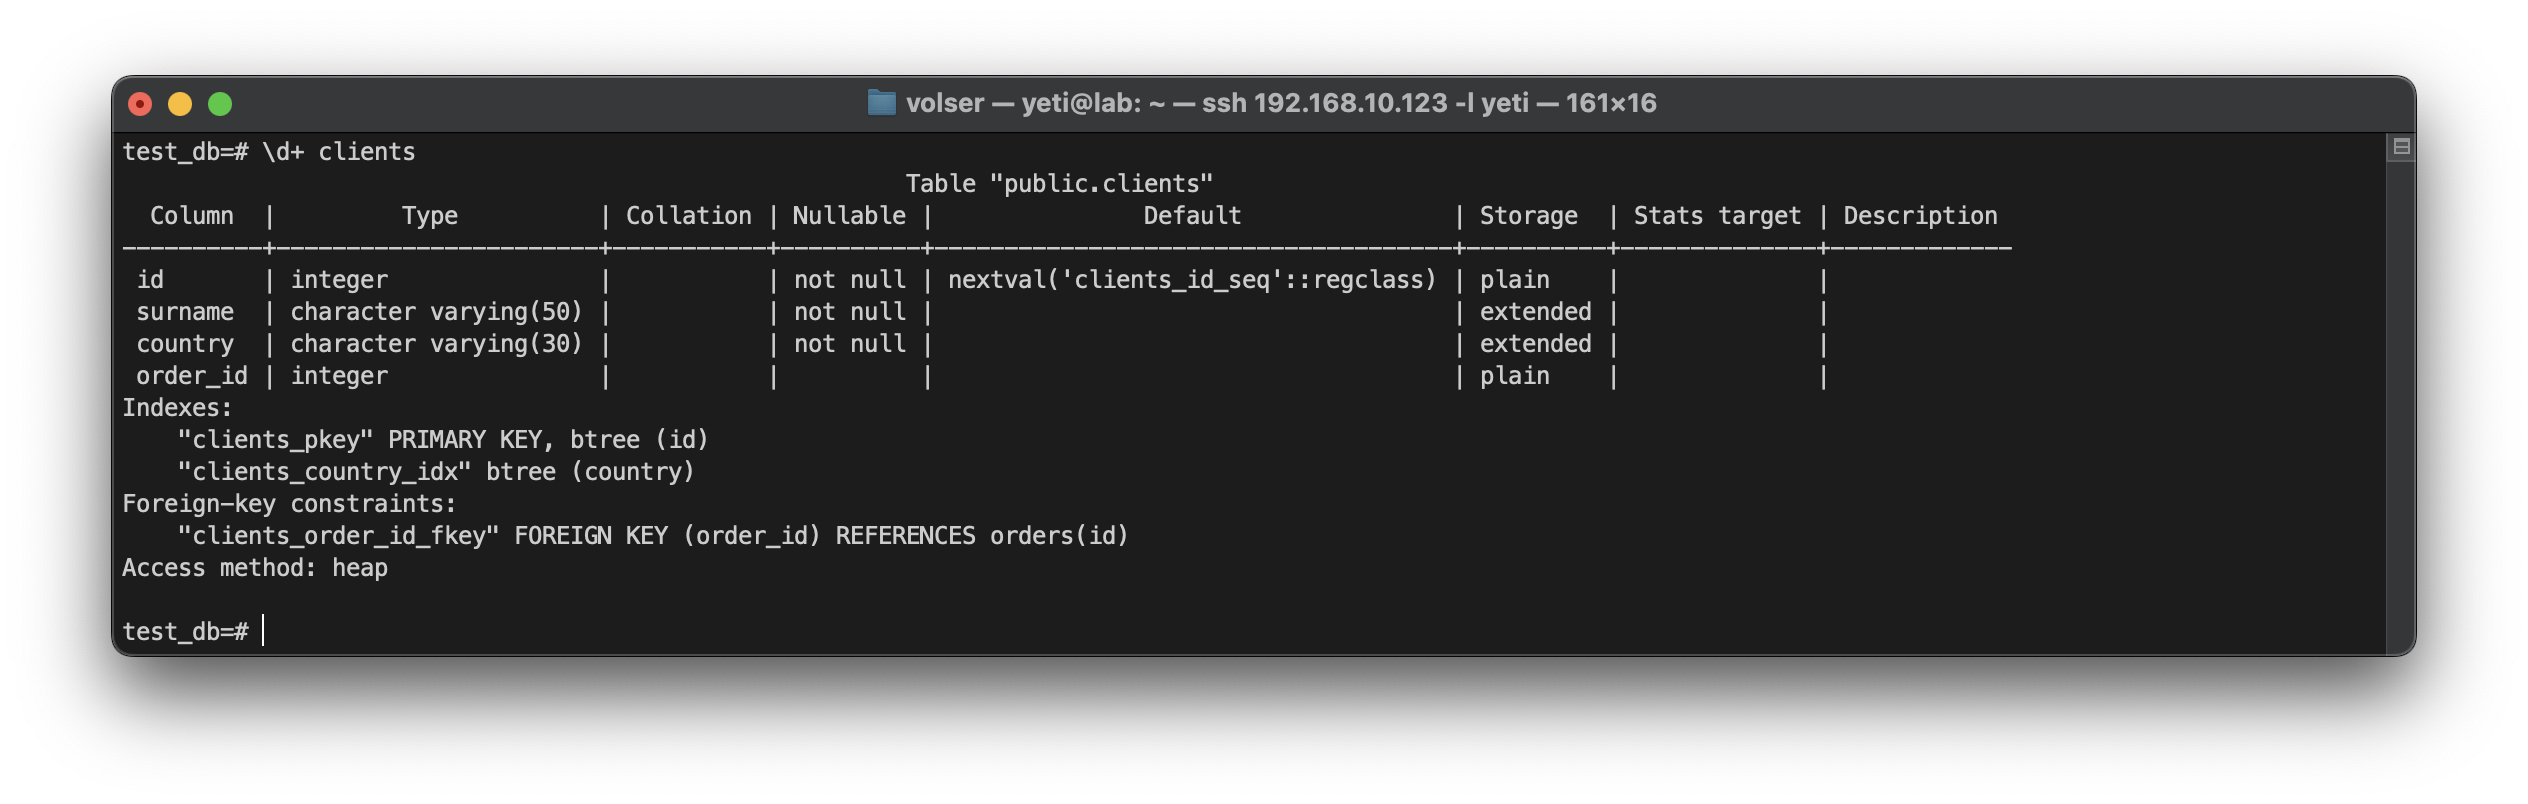 volser — yeti@lab: ~ — ssh 192.168.10.123 -l yeti — 161×16
test_db=# \d+ clients
                                                        Table "public.clients"
  Column  |         Type          | Collation | Nullable |               Default               | Storage  | Stats target | Description
----------+-----------------------+-----------+----------+-------------------------------------+----------+--------------+-------------
 id       | integer               |           | not null | nextval('clients_id_seq'::regclass) | plain    |              |
 surname  | character varying(50) |           | not null |                                     | extended |              |
 country  | character varying(30) |           | not null |                                     | extended |              |
 order_id | integer               |           |          |                                     | plain    |              |
Indexes:
    "clients_pkey" PRIMARY KEY, btree (id)
    "clients_country_idx" btree (country)
Foreign-key constraints:
    "clients_order_id_fkey" FOREIGN KEY (order_id) REFERENCES orders(id)
Access method: heap
test_db=#